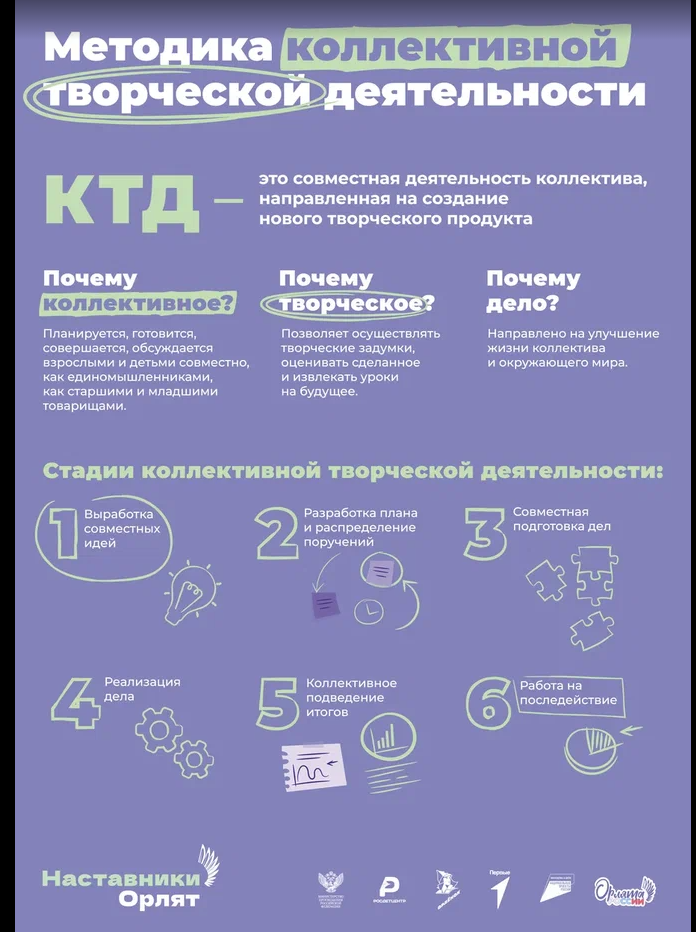 Методика коллективной
творческой деятельности
КТД —
это совместная деятельность коллектива,
направленная на создание
нового творческого продукта
Почему
коллективное?
Планируется, готовится,
совершается, обсуждается
взрослыми и детьми совместно,
как единомышленниками,
как старшими и младшими
товарищами.
Почему
творческое?
Позволяет осуществлять
творческие задумки,
оценивать сделанное
и извлекать уроки
на будущее.
Почему
дело?
Направлено на улучшение
жизни коллектива
и окружающего мира.
Стадии коллективной творческой деятельности:
1
Выработка
совместных
идей
2
Разработка плана
и распределение
поручений
3
Совместная
подготовка дел
4
Реализация
дела
5
Коллективное
подведение
итогов
6
Работа на
последействие
Наставники
Орлят
РОСДЕТЦЕНТР
Первые
Орлята